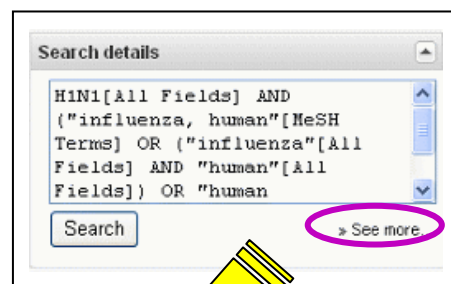 Search details
H1N1[All Fields] AND
("influenza, human"[MeSH
Terms] OR ("influenza"[All
Fields] AND "human"[All
Fields]) OR "human
Search
» See more.